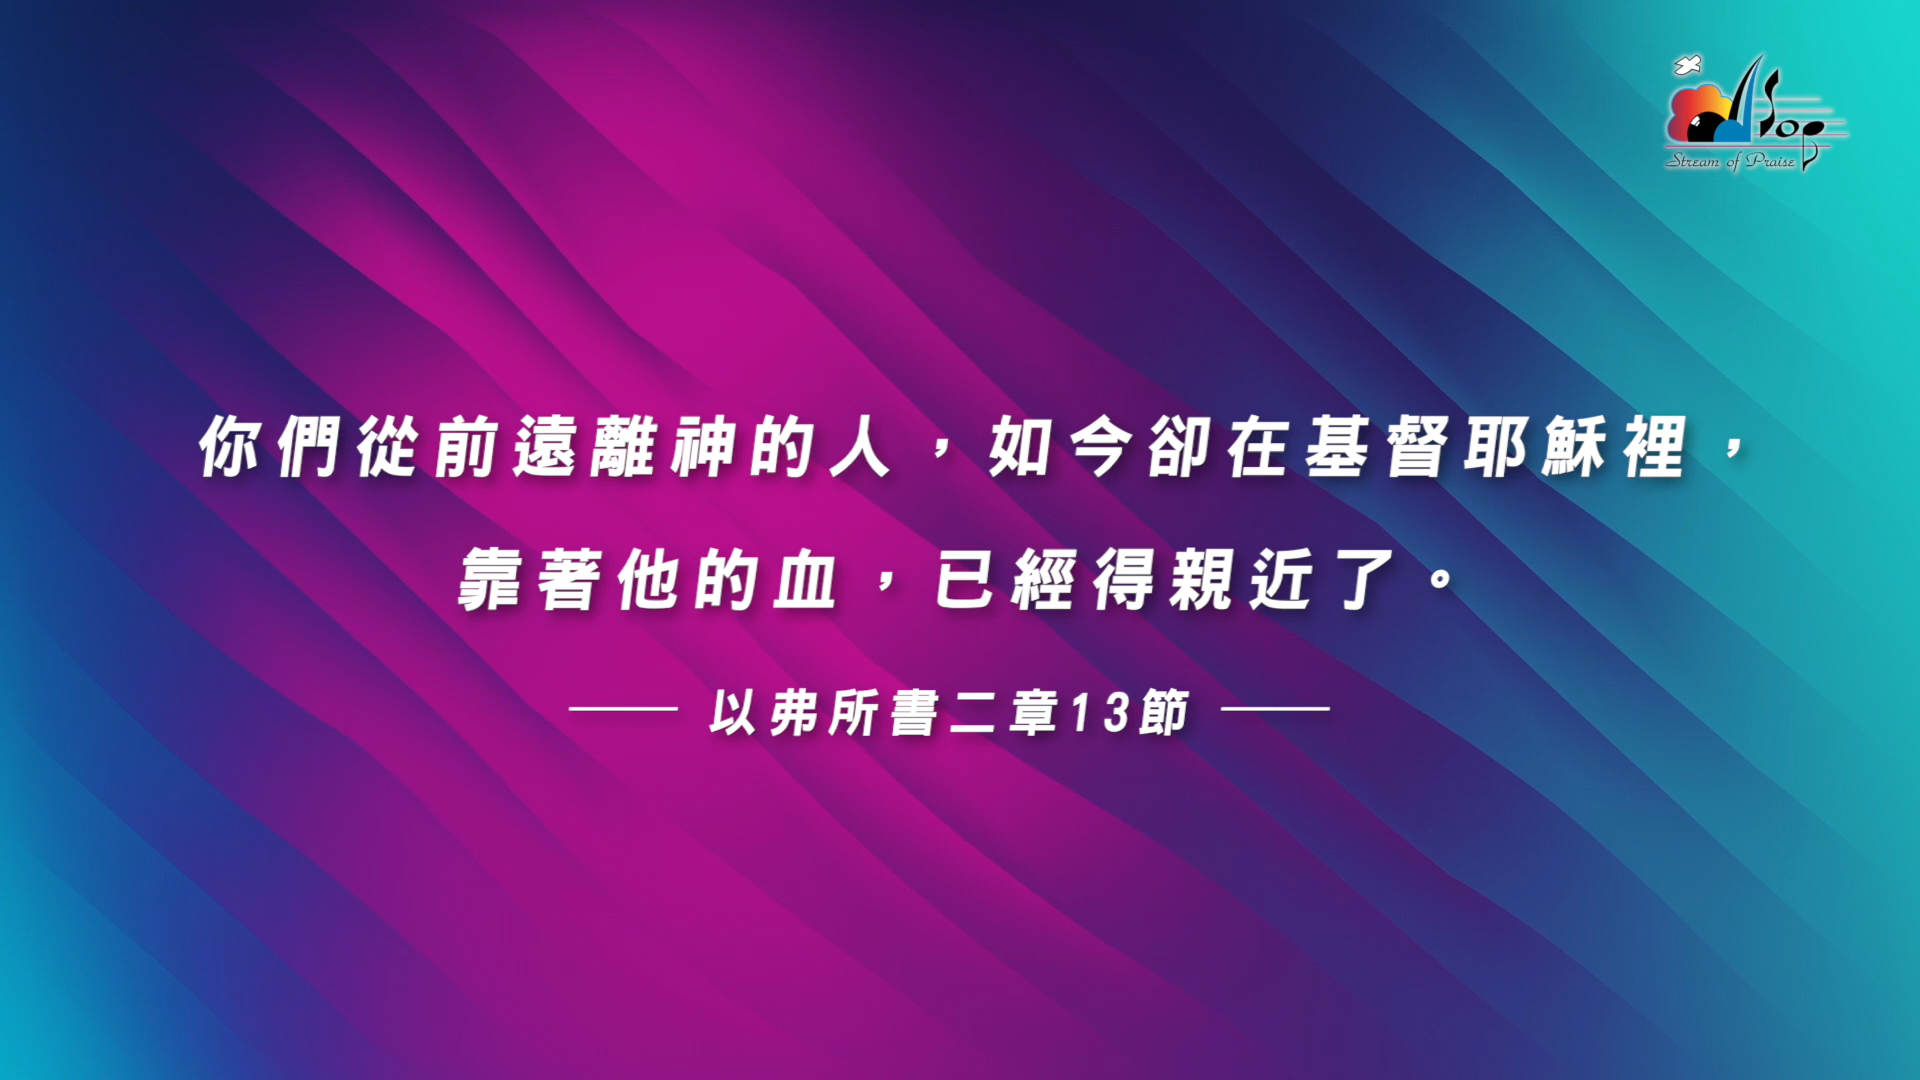 Sop
Stream of Praise
你們從前遠離神的人，如今卻在基督耶穌裡，
靠著他的血，已經得親近了。
以弗所書二章13節